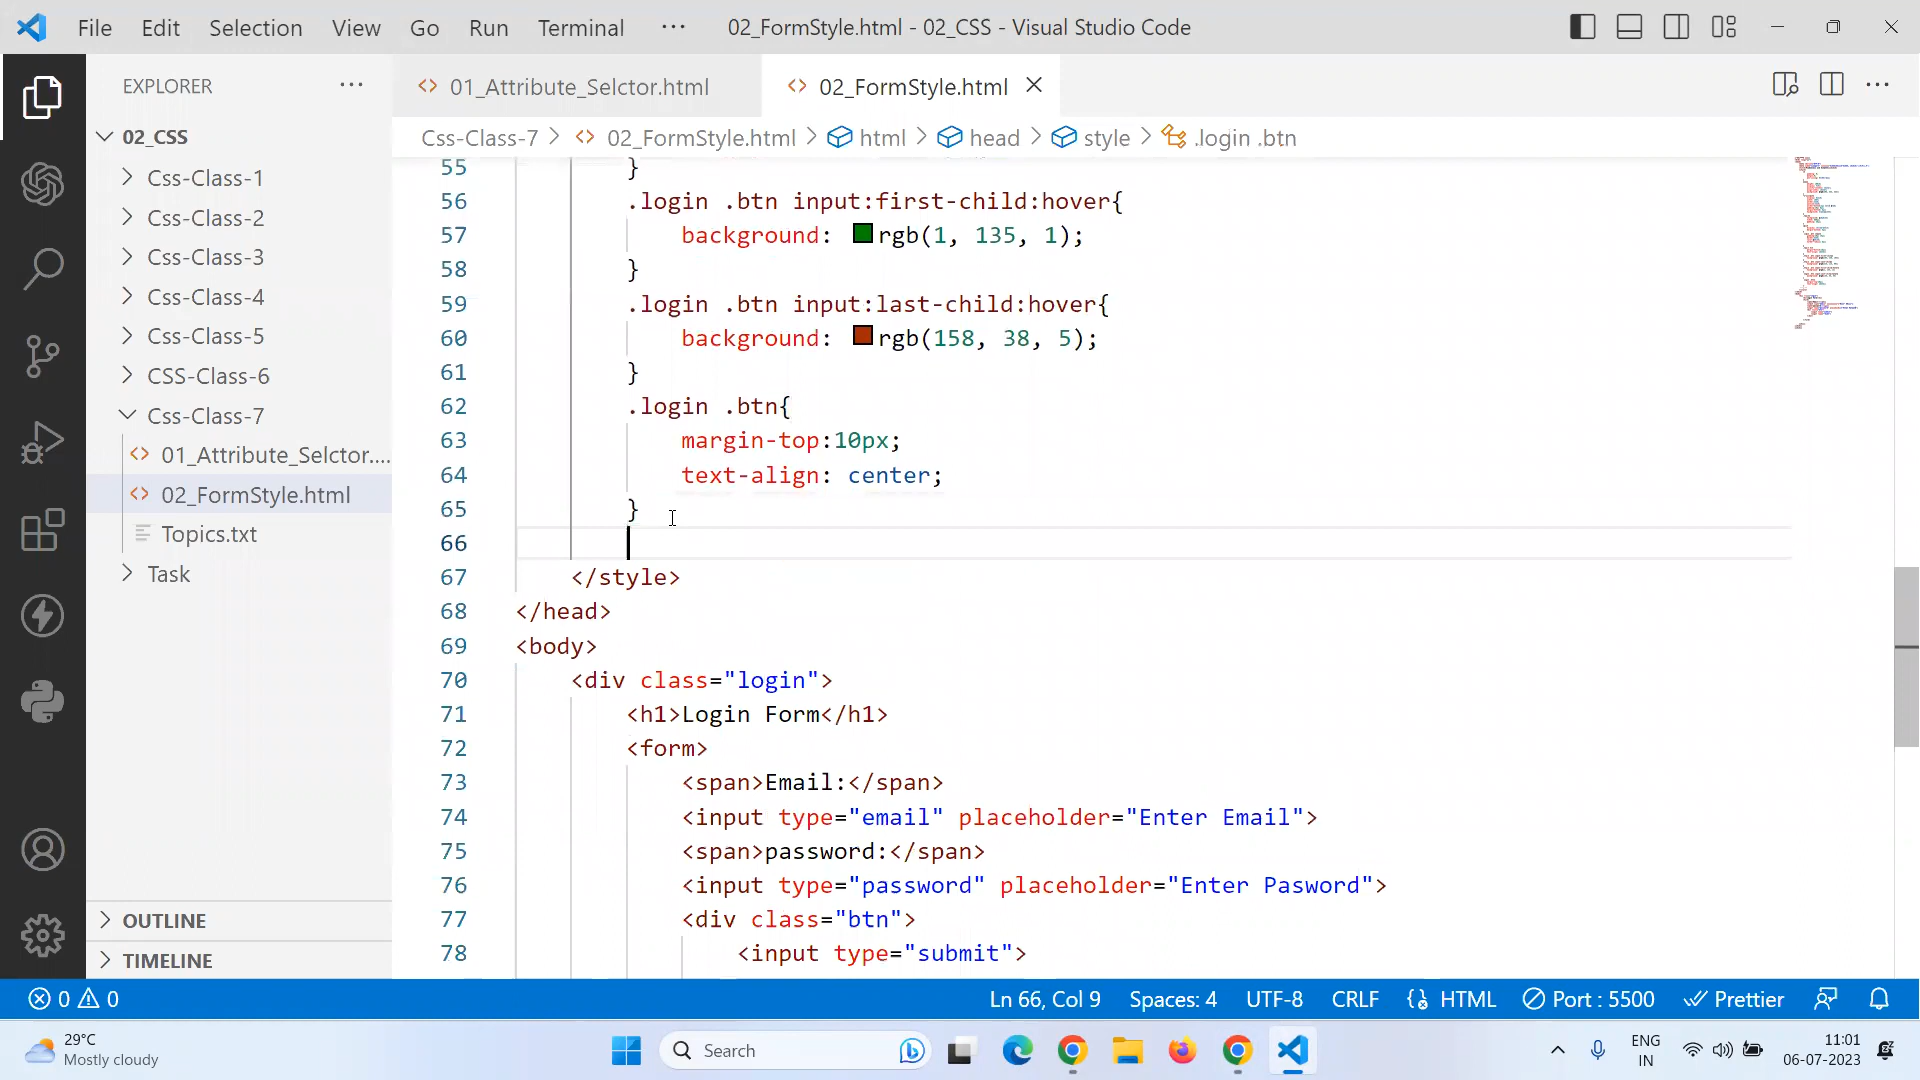 File Edit Selection View Go Run Terminal ··· 02_FormStyle.html - 02_CSS - Visual Studio Code
EXPLORER ···
01_Attribute_Selctor.html
02_FormStyle.html
Css-Class-7 > 02_FormStyle.html > html > head > style > .login .btn
02_CSS
Css-Class-1
Css-Class-2
Css-Class-3
Css-Class-4
Css-Class-5
CSS-Class-6
Css-Class-7
01_Attribute_Selctor....
02_FormStyle.html
Topics.txt
Task
OUTLINE
TIMELINE
55 }
56 .login .btn input:first-child:hover{
57 background: rgb(1, 135, 1);
58 }
59 .login .btn input:last-child:hover{
60 background: rgb(158, 38, 5);
61 }
62 .login .btn{
63 margin-top:10px;
64 text-align: center;
65 }
66
67 </style>
68 </head>
69 <body>
70 <div class="login">
71 <h1>Login Form</h1>
72 <form>
73 <span>Email:</span>
74 <input type="email" placeholder="Enter Email">
75 <span>password:</span>
76 <input type="password" placeholder="Enter Pasword">
77 <div class="btn">
78 <input type="submit">
0 0 Ln 66, Col 9 Spaces: 4 UTF-8 CRLF HTML Port : 5500 Prettier
29°C
Mostly cloudy
Search
ENG
IN
11:01
06-07-2023